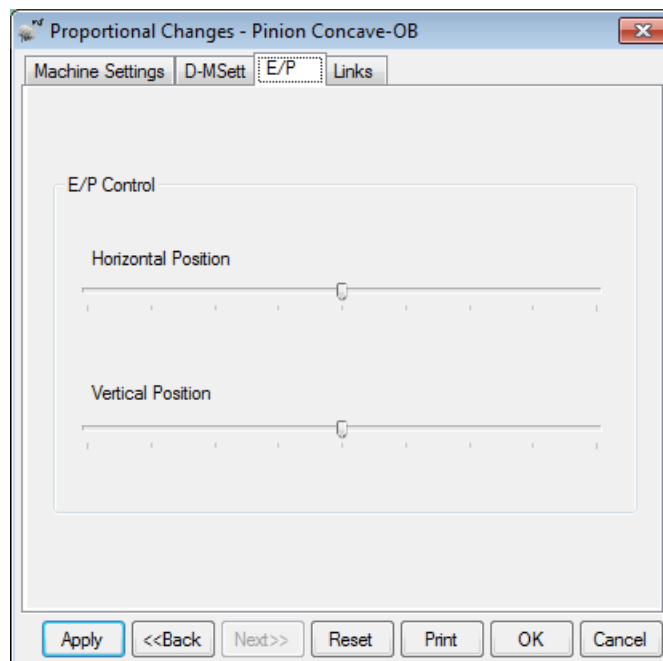 Proportional Changes - Pinion Concave-OB
Machine Settings D-MSett E/P Links
E/P Control
Horizontal Position
Vertical Position
Apply <<Back Next>> Reset Print OK Cancel